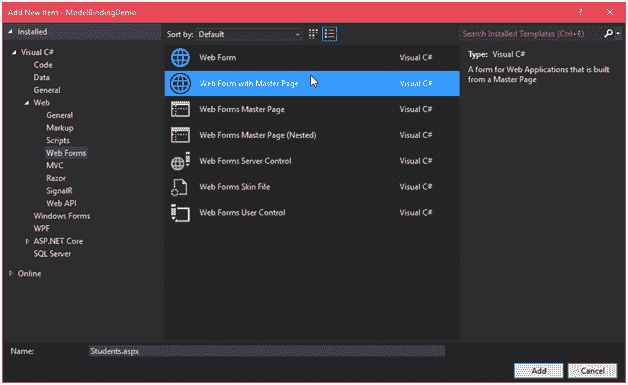 Add New Item - ModelBindingDemo
? ×
Installed
Sort by: Default
Search Installed Templates (Ctrl+E)
Visual C#
Code
Data
General
Web
General
Markup
Scripts
Web Forms
MVC
Razor
SignalR
Web API
Windows Forms
WPF
ASP.NET Core
SQL Server
Online
Web Form Visual C#
Web Form with Master Page Visual C#
Web Forms Master Page Visual C#
Web Forms Master Page (Nested) Visual C#
Web Forms Server Control Visual C#
Web Forms Skin File Visual C#
Web Forms User Control Visual C#
Type: Visual C#
A form for Web Applications that is built
from a Master Page
Name: Students.aspx
Add Cancel